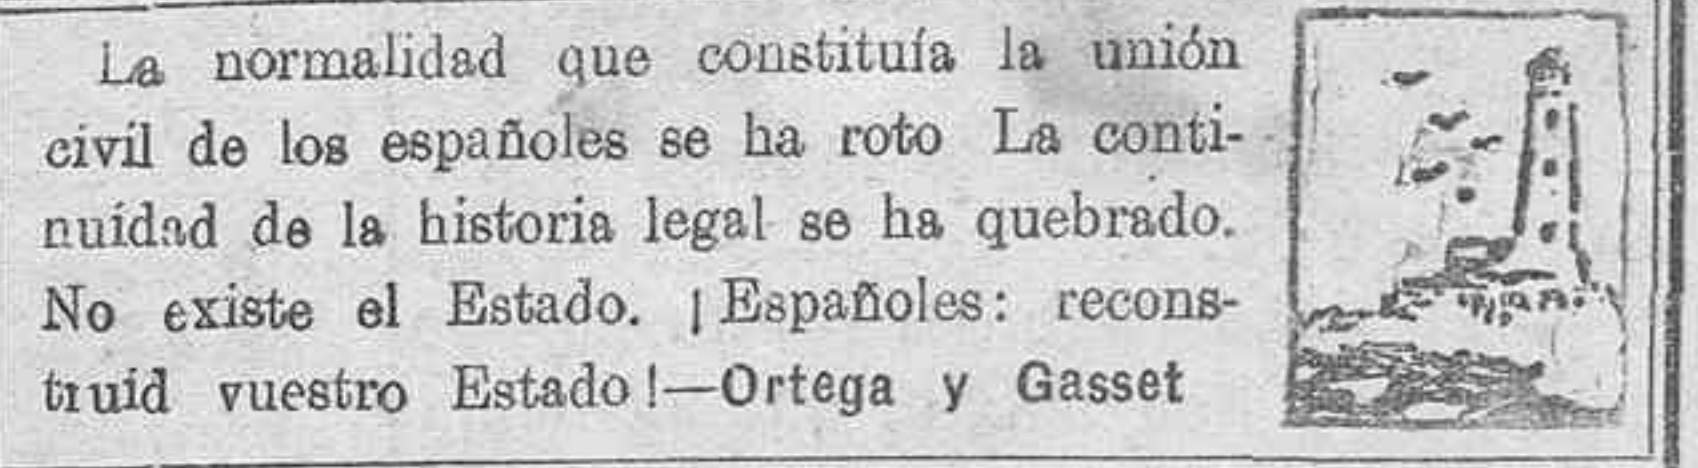 La normalidad que constituía la unión
civil de los españoles se ha roto La conti-
nuidad de la historia legal se ha quebrado.
No existe el Estado. ¡Españoles: recons-
truid vuestro Estado!—Ortega y Gasset